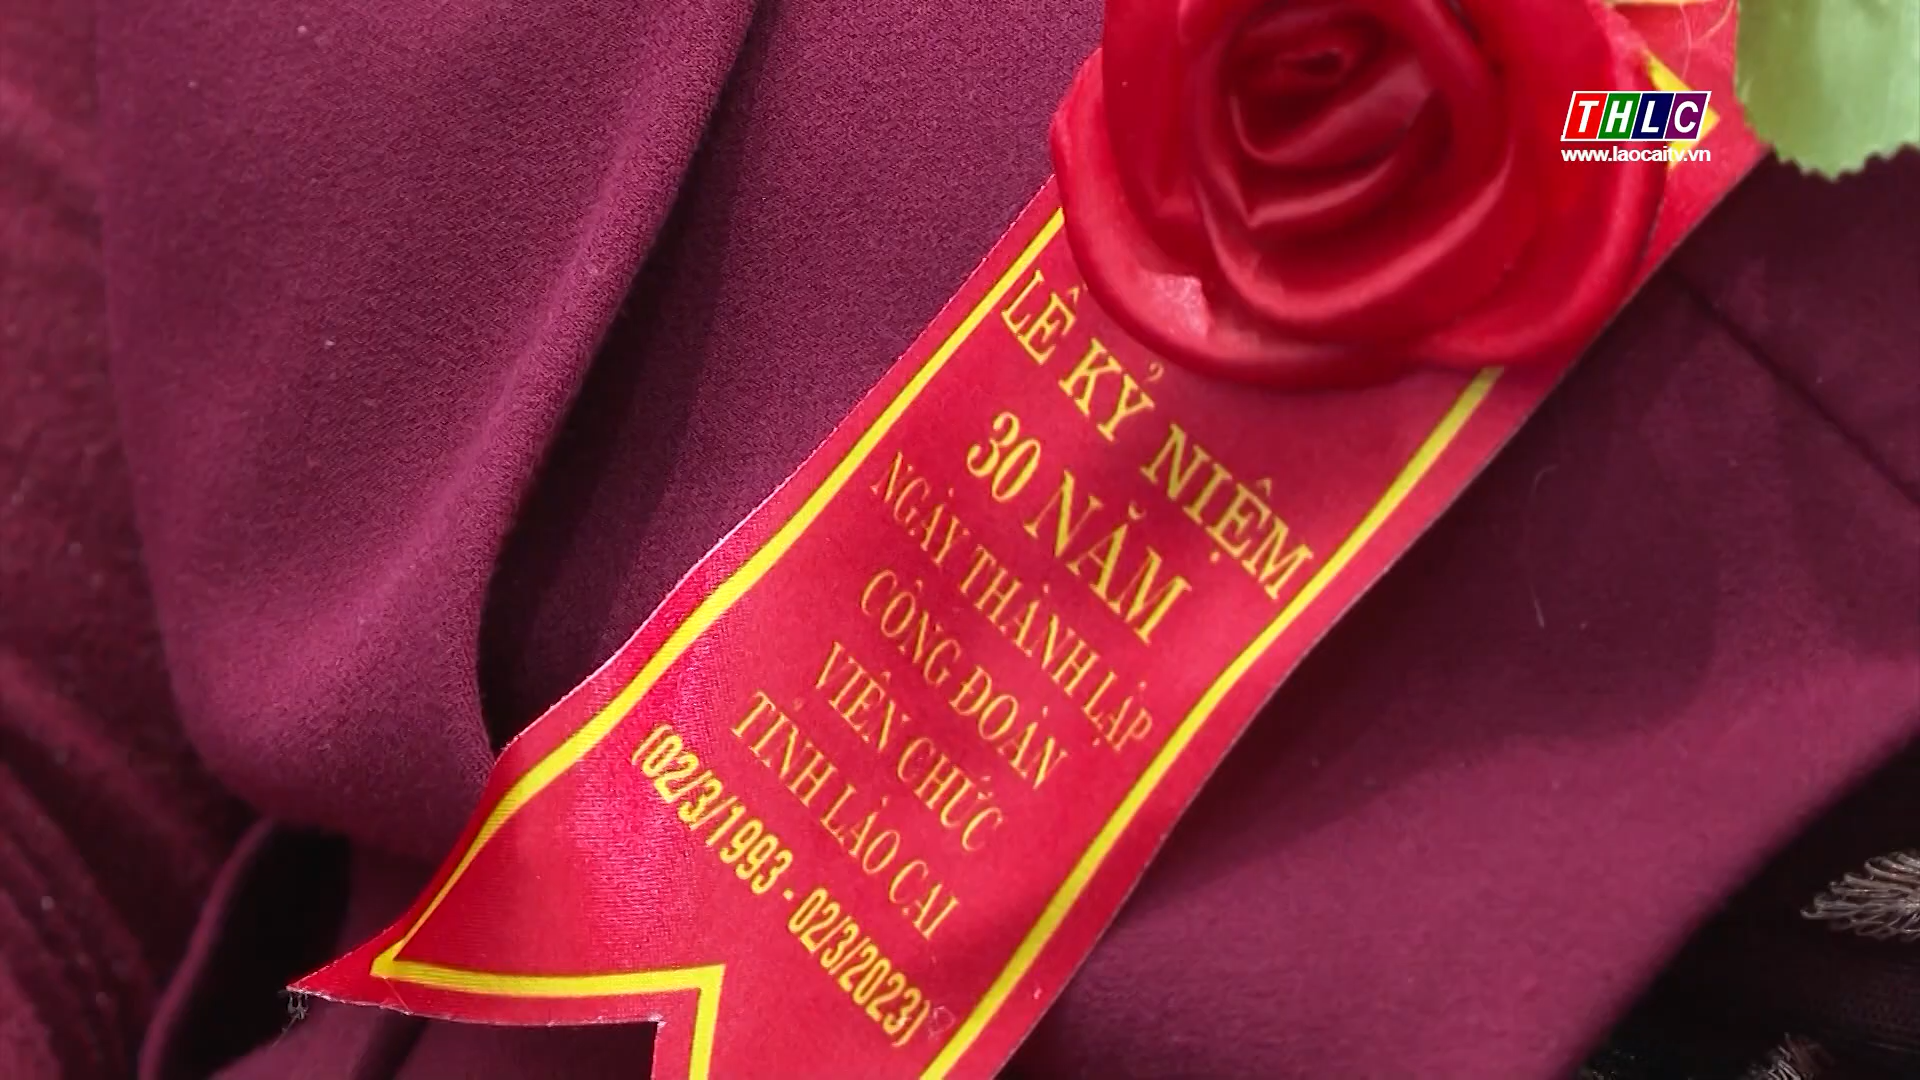 THLC
www.laocaitv.vn
LỄ KỶ NIỆM
30 NĂM
NGÀY THÀNH LẬP
CÔNG ĐOÀN
VIÊN CHỨC
TỈNH LÀO CAI
(02/3/1993 - 02/3/2023)